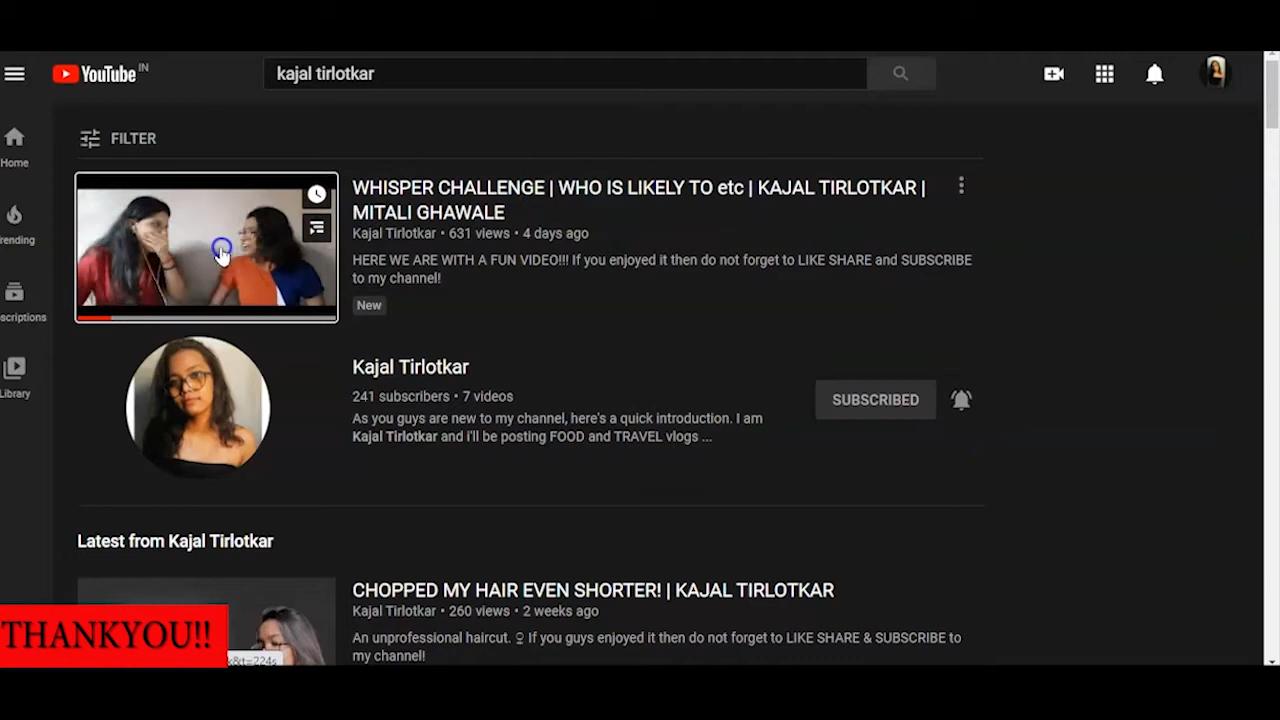 YouTube IN
kajal tirlotkar
Home
FILTER
WHISPER CHALLENGE | WHO IS LIKELY TO etc | KAJAL TIRLOTKAR |
MITALI GHAWALE
Kajal Tirlotkar • 631 views • 4 days ago
rending
HERE WE ARE WITH A FUN VIDEO!!! If you enjoyed it then do not forget to LIKE SHARE and SUBSCRIBE
to my channel!
New
scriptions
Kajal Tirlotkar
Library
241 subscribers • 7 videos
SUBSCRIBED
As you guys are new to my channel, here's a quick introduction. I am
Kajal Tirlotkar and i'll be posting FOOD and TRAVEL vlogs ...
Latest from Kajal Tirlotkar
CHOPPED MY HAIR EVEN SHORTER! | KAJAL TIRLOTKAR
Kajal Tirlotkar • 260 views • 2 weeks ago
THANKYOU!!
An unprofessional haircut. If you guys enjoyed it then do not forget to LIKE SHARE & SUBSCRIBE to
my channel!
&t=224s